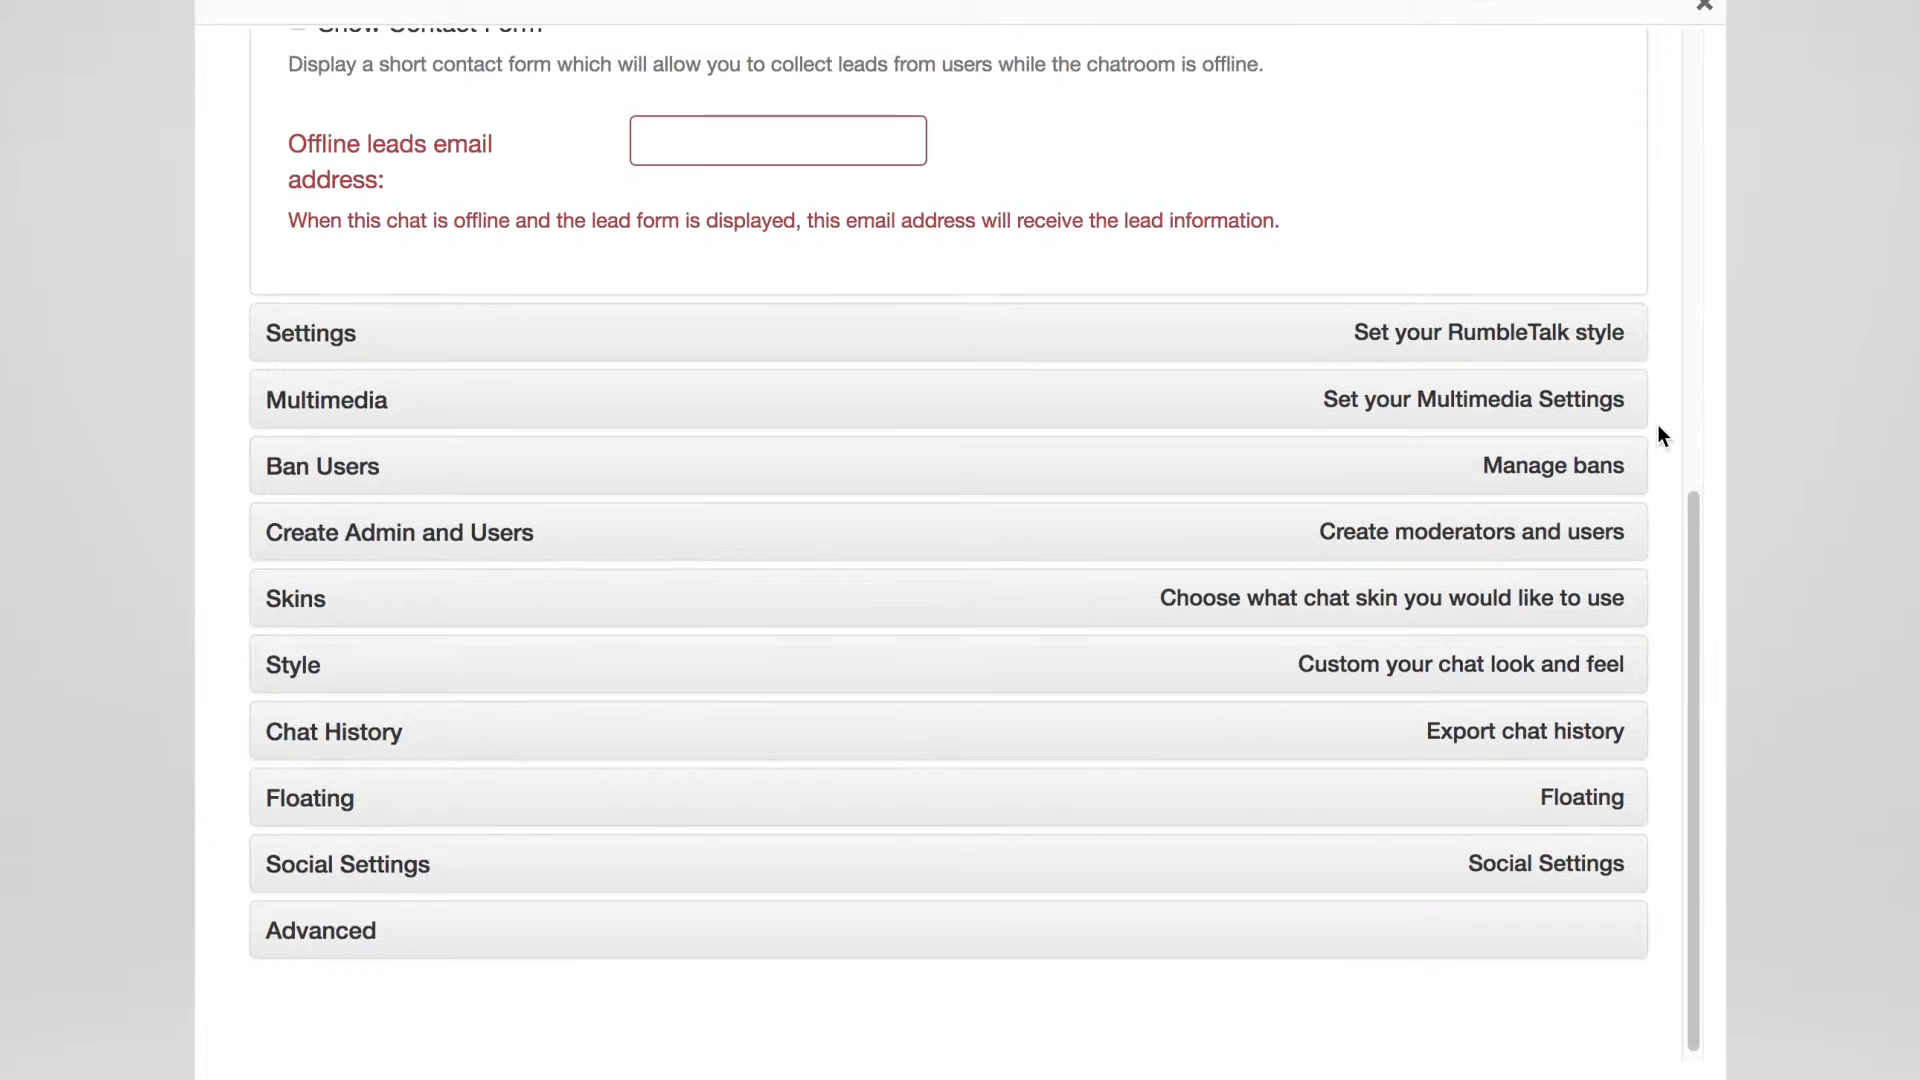 Show Contact Form
Display a short contact form which will allow you to collect leads from users while the chatroom is offline.
Offline leads email
address:
When this chat is offline and the lead form is displayed, this email address will receive the lead information.
Settings Set your RumbleTalk style
Multimedia Set your Multimedia Settings
Ban Users Manage bans
Create Admin and Users Create moderators and users
Skins Choose what chat skin you would like to use
Style Custom your chat look and feel
Chat History Export chat history
Floating Floating
Social Settings Social Settings
Advanced